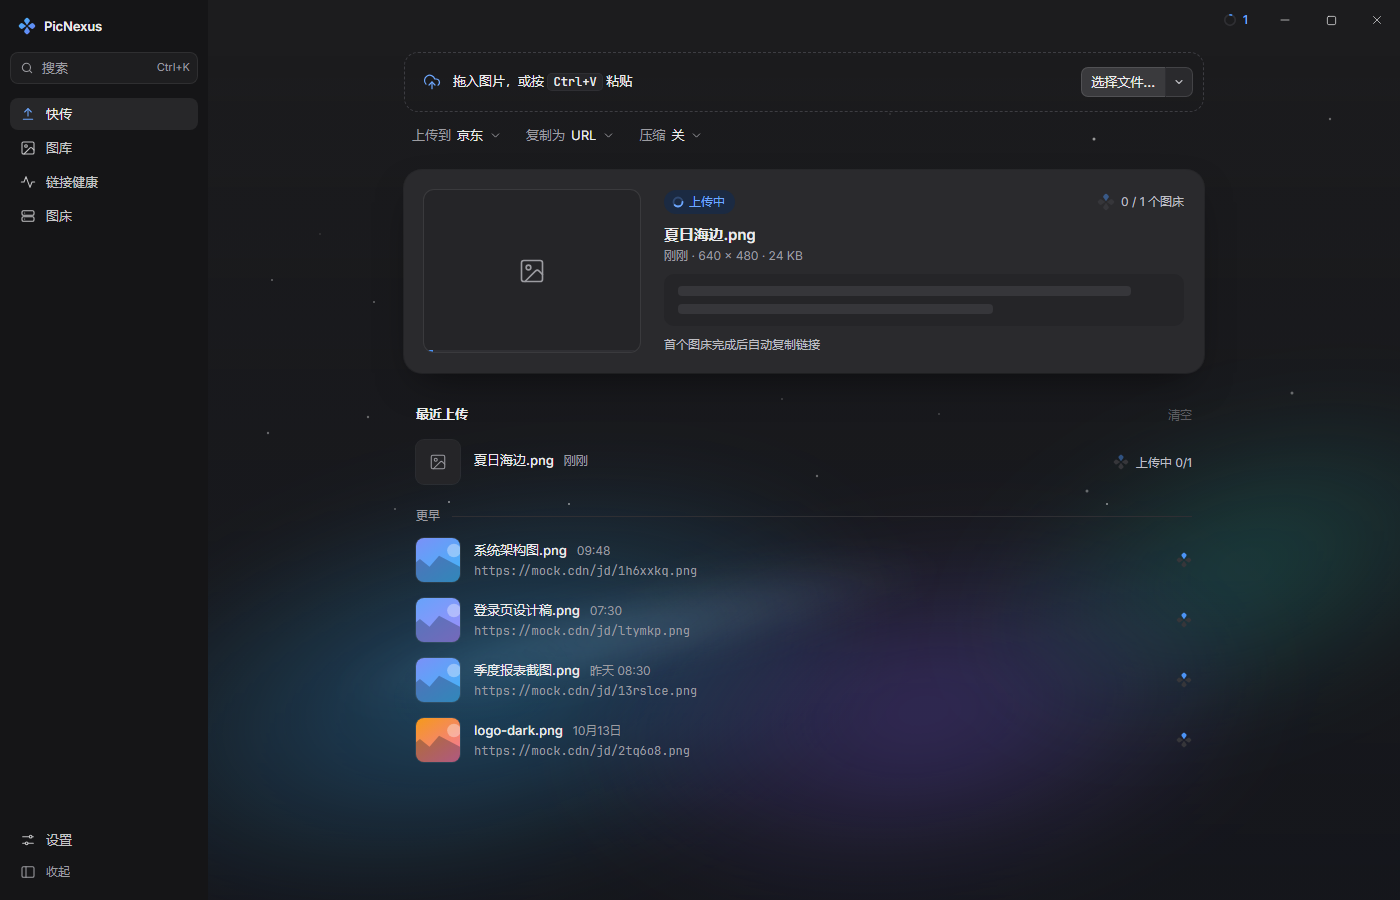 PicNexus
1
搜索 Ctrl+K
快传
图库
链接健康
图床
设置
收起
拖入图片，或按 Ctrl+V 粘贴
选择文件...
上传到 京东 复制为 URL 压缩 关
上传中
0 / 1 个图床
夏日海边.png
刚刚 · 640 × 480 · 24 KB
首个图床完成后自动复制链接
最近上传
清空
夏日海边.png 刚刚
上传中 0/1
更早
系统架构图.png 09:48
https://mock.cdn/jd/1h6xxkq.png
登录页设计稿.png 07:30
https://mock.cdn/jd/ltymkp.png
季度报表截图.png 昨天 08:30
https://mock.cdn/jd/13rslce.png
logo-dark.png 10月13日
https://mock.cdn/jd/2tq6o8.png